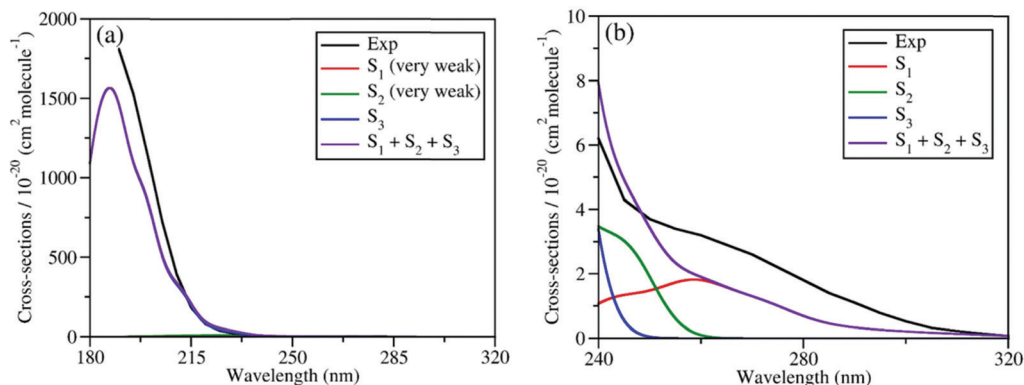 (a)
Cross-sections / 10⁻²⁰ (cm² molecule⁻¹)
2000
1500
1000
500
0
180
215
250
285
320
Wavelength (nm)
Exp
S₁ (very weak)
S₂ (very weak)
S₃
S₁ + S₂ + S₃
(b)
Cross-sections / 10⁻²⁰ (cm² molecule⁻¹)
10
8
6
4
2
0
240
280
320
Wavelength (nm)
Exp
S₁
S₂
S₃
S₁ + S₂ + S₃